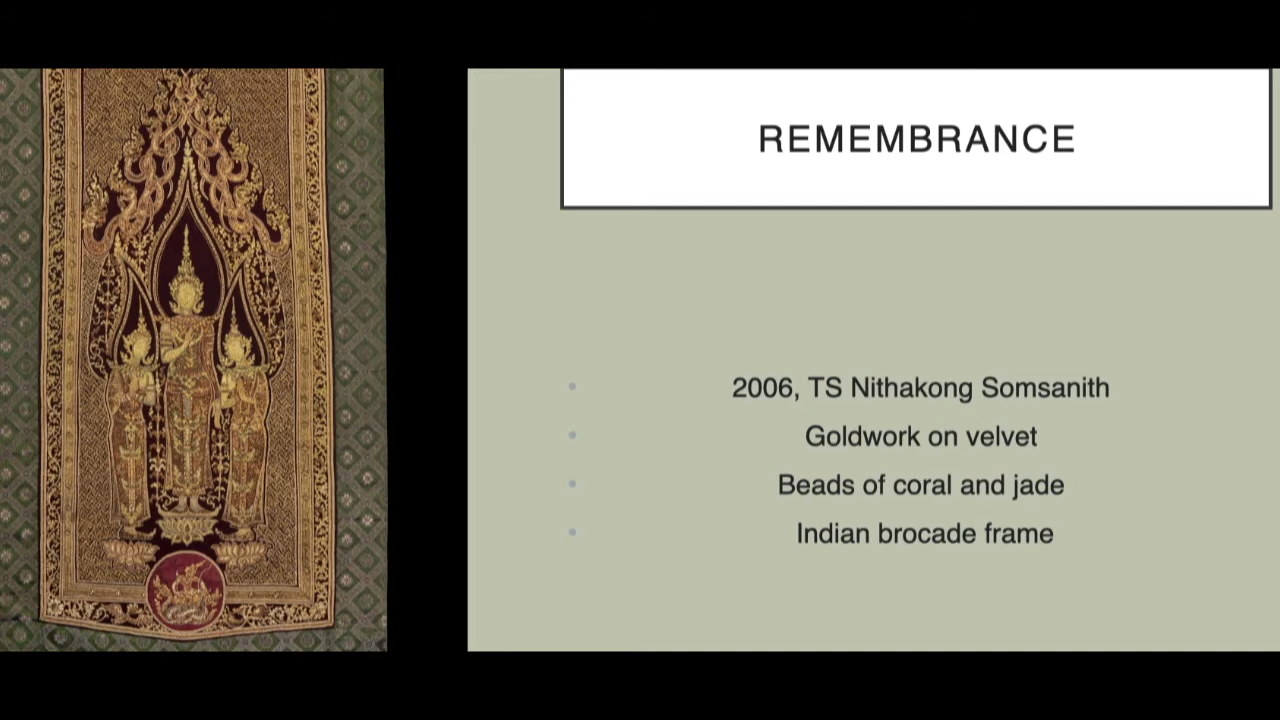 REMEMBRANCE
2006, TS Nithakong Somsanith
Goldwork on velvet
Beads of coral and jade
Indian brocade frame